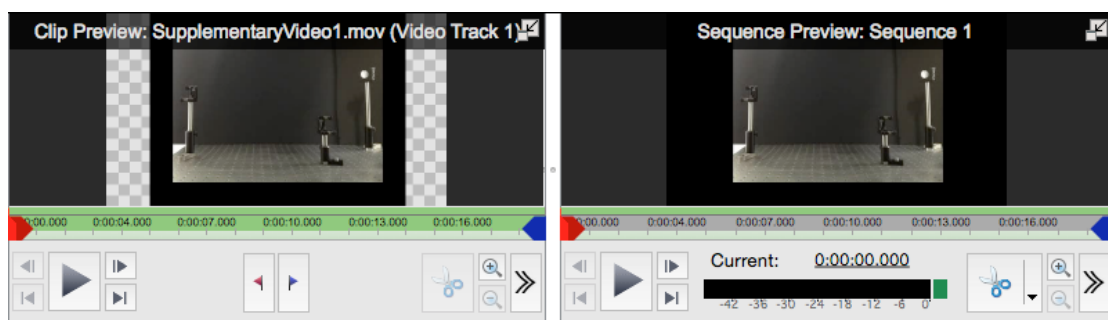 Clip Preview: SupplementaryVideo1.mov (Video Track 1)
0:00:00.000 0:00:04.000 0:00:07.000 0:00:10.000 0:00:13.000 0:00:16.000
Sequence Preview: Sequence 1
0:00:00.000 0:00:04.000 0:00:07.000 0:00:10.000 0:00:13.000 0:00:16.000
Current: 0:00:00.000
-42 -36 -30 -24 -18 -12 -6 0